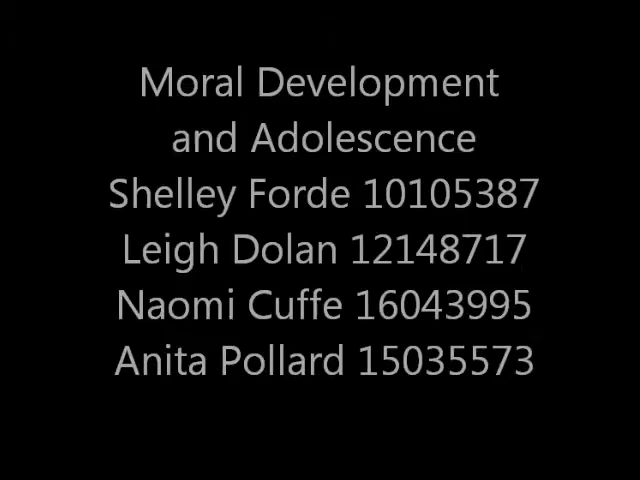 Moral Development
and Adolescence
Shelley Forde 10105387
Leigh Dolan 12148717
Naomi Cuffe 16043995
Anita Pollard 15035573